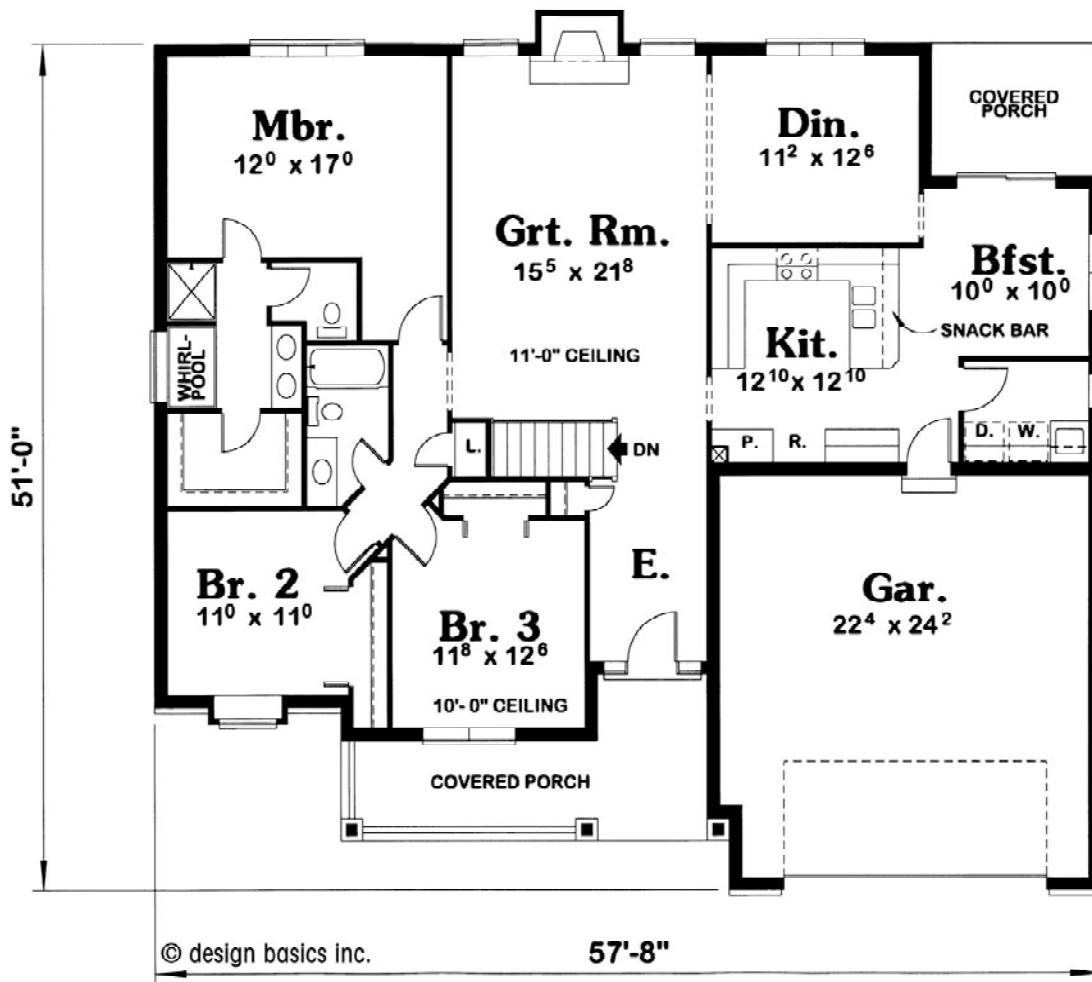 Mbr.
12⁰ x 17⁰
Din.
11² x 12⁶
COVERED
PORCH
Grt. Rm.
15⁵ x 21⁸
11'-0" CEILING
Bfst.
10⁰ x 10⁰
SNACK BAR
Kit.
12¹⁰ x 12¹⁰
WHIRL-
POOL
51'-0"
L.
DN
P. R.
D. W.
E.
Br. 2
11⁰ x 11⁰
Br. 3
11⁸ x 12⁶
10'-0" CEILING
Gar.
22⁴ x 24²
COVERED PORCH
© design basics inc.
57'-8"